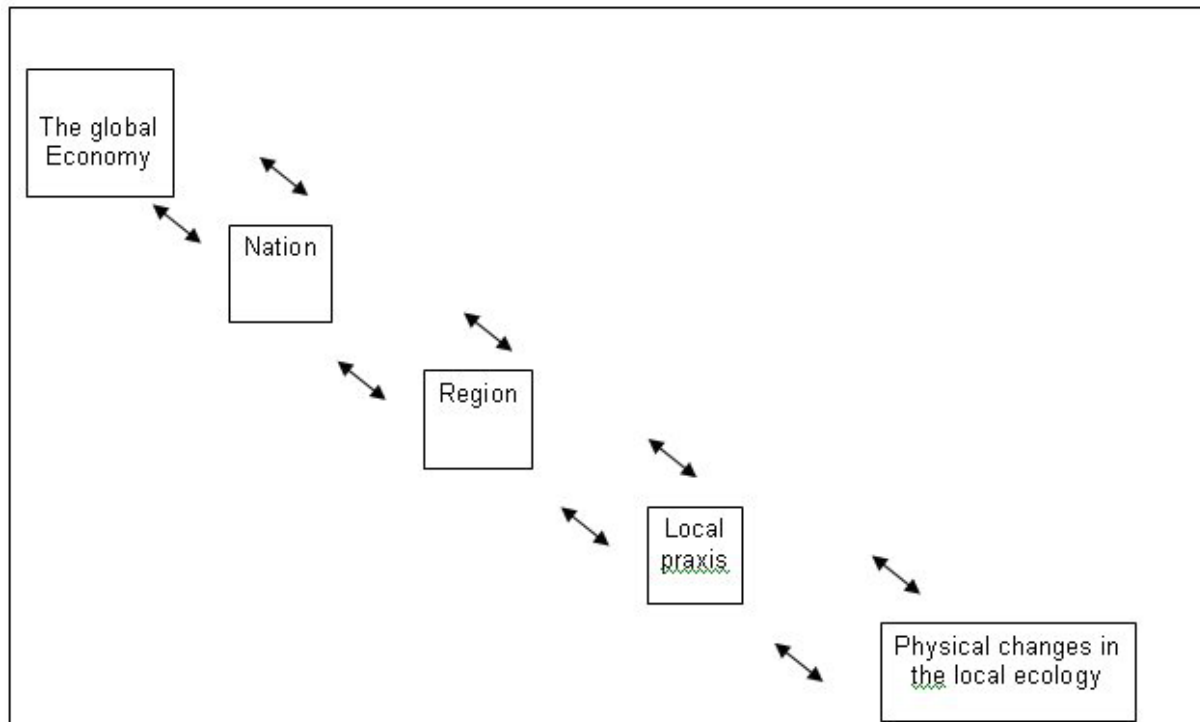 The global
Economy
Nation
Region
Local
praxis
Physical changes in
the local ecology